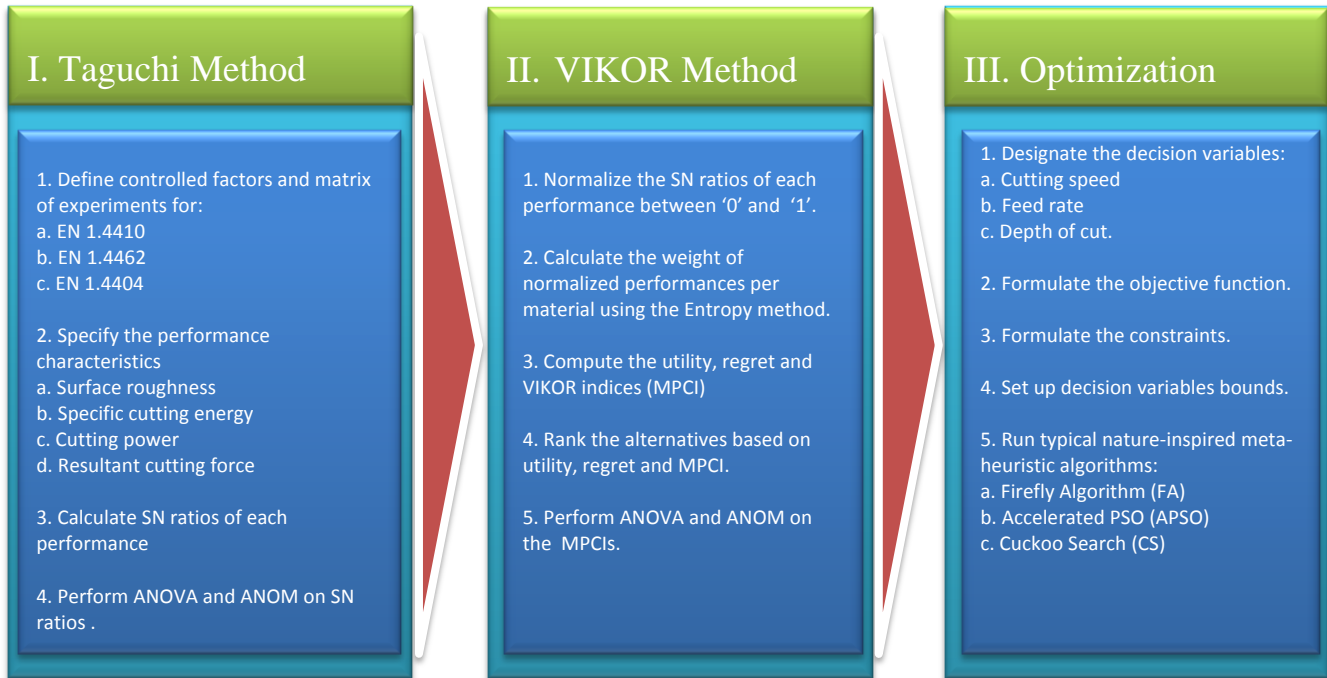 I. Taguchi Method
1. Define controlled factors and matrix
of experiments for:
a. EN 1.4410
b. EN 1.4462
c. EN 1.4404
2. Specify the performance
characteristics
a. Surface roughness
b. Specific cutting energy
c. Cutting power
d. Resultant cutting force
3. Calculate SN ratios of each
performance
4. Perform ANOVA and ANOM on SN
ratios .
II. VIKOR Method
1. Normalize the SN ratios of each
performance between ‘0’ and ‘1’.
2. Calculate the weight of
normalized performances per
material using the Entropy method.
3. Compute the utility, regret and
VIKOR indices (MPCI)
4. Rank the alternatives based on
utility, regret and MPCI.
5. Perform ANOVA and ANOM on
the MPCIs.
III. Optimization
1. Designate the decision variables:
a. Cutting speed
b. Feed rate
c. Depth of cut.
2. Formulate the objective function.
3. Formulate the constraints.
4. Set up decision variables bounds.
5. Run typical nature-inspired meta-
heuristic algorithms:
a. Firefly Algorithm (FA)
b. Accelerated PSO (APSO)
c. Cuckoo Search (CS)